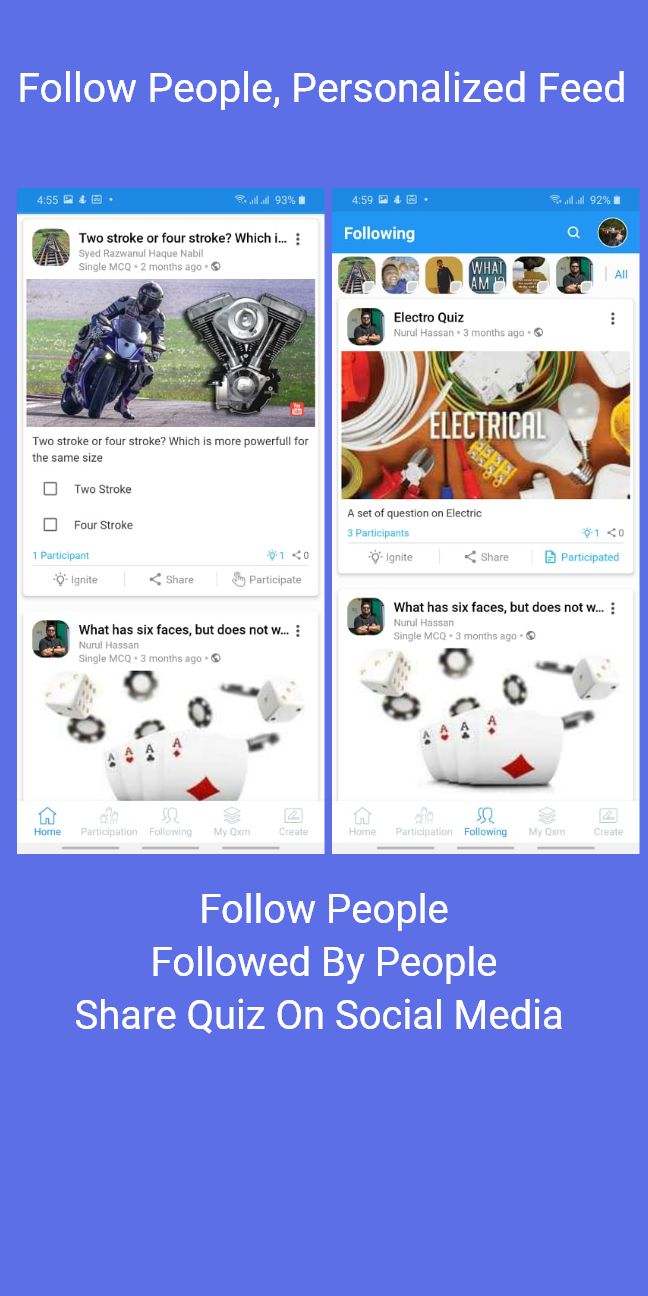 Follow People, Personalized Feed
4:55
93%
Two stroke or four stroke? Which i...
Syed Razwanul Haque Nabil
Single MCQ • 2 months ago •
You Tube
Two stroke or four stroke? Which is more powerfull for
the same size
Two Stroke
Four Stroke
1 Participant
1
0
Ignite
Share
Participate
What has six faces, but does not w...
Nurul Hassan
Single MCQ • 3 months ago •
A
A
A
A
Home
Participation
Following
My Qxm
Create
4:59
92%
Following
WHAT
AM I?
All
Electro Quiz
Nurul Hassan • 3 months ago •
ELECTRICAL
A set of question on Electric
3 Participants
1
0
Ignite
Share
Participated
What has six faces, but does not w...
Nurul Hassan
Single MCQ • 3 months ago •
A
A
A
A
Home
Participation
Following
My Qxm
Create
Follow People
Followed By People
Share Quiz On Social Media